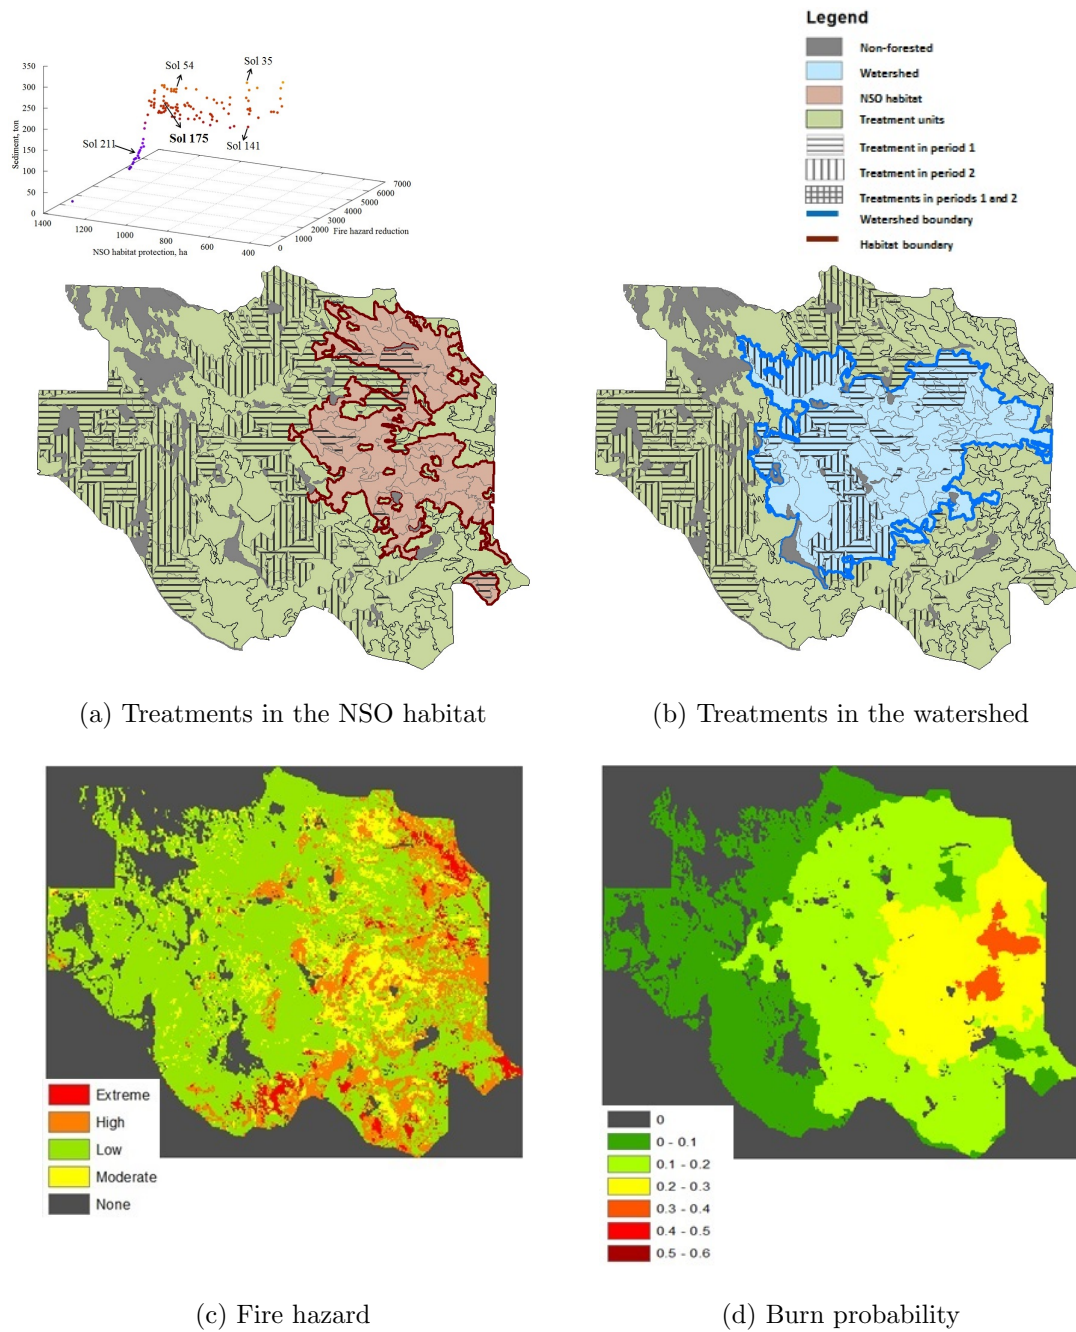 Legend
Non-forested
Watershed
NSO habitat
Treatment units
Treatment in period 1
Treatment in period 2
Treatments in periods 1 and 2
Watershed boundary
Habitat boundary
350
300
250
200
150
100
50
0
Sediment, ton
Sol 54
Sol 35
Sol 211
Sol 175
Sol 141
1400
1200
1000
800
600
400
NSO habitat protection, ha
0
1000
2000
3000
4000
5000
6000
7000
Fire hazard reduction
(a) Treatments in the NSO habitat
(b) Treatments in the watershed
Extreme
High
Low
Moderate
None
0
0 - 0.1
0.1 - 0.2
0.2 - 0.3
0.3 - 0.4
0.4 - 0.5
0.5 - 0.6
(c) Fire hazard
(d) Burn probability